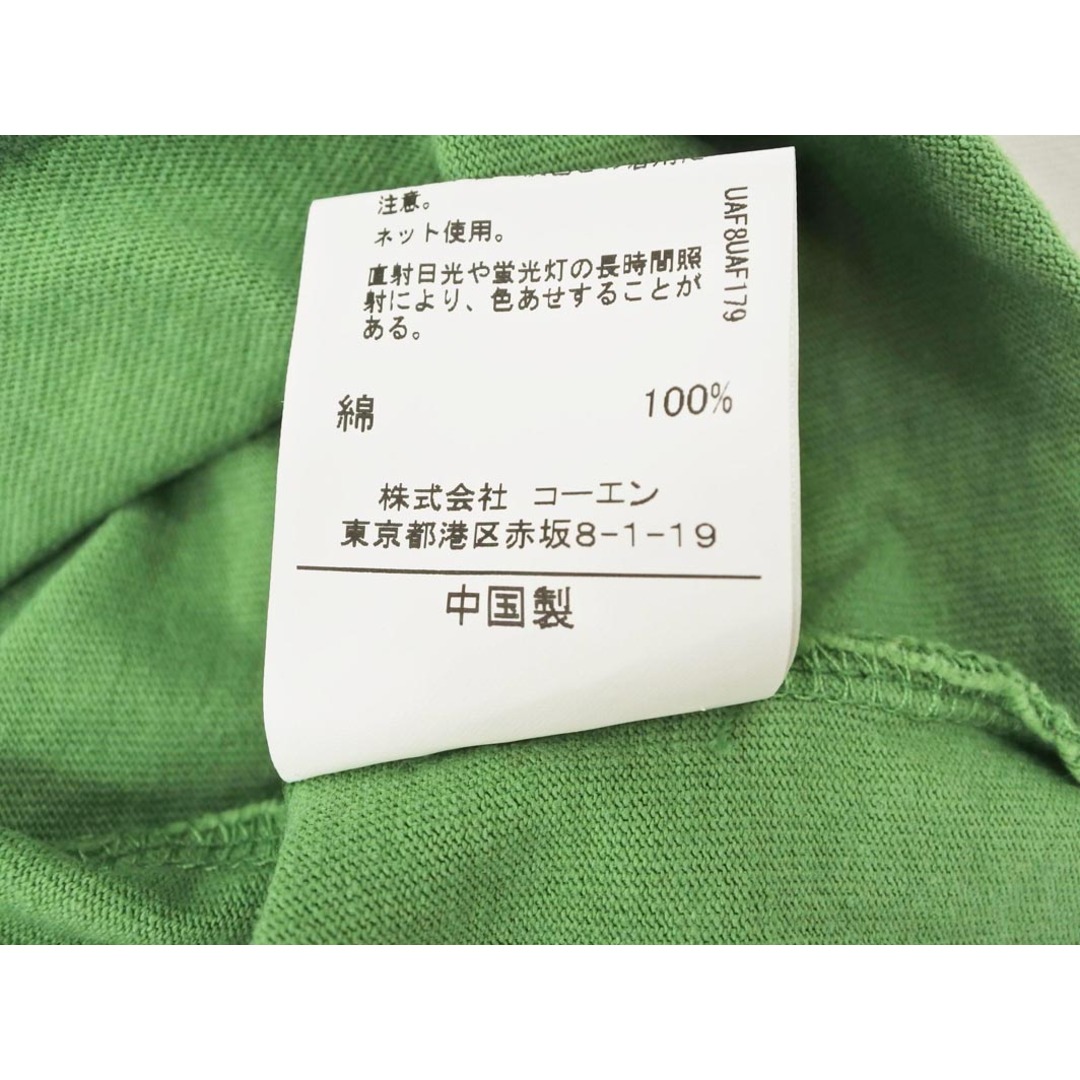 注意。
ネット使用。
直射日光や蛍光灯の長時間照
射により、色あせすることが
ある。
UAF8UAF179
綿 100%
株式会社 コーエン
東京都港区赤坂8-1-19
中国製